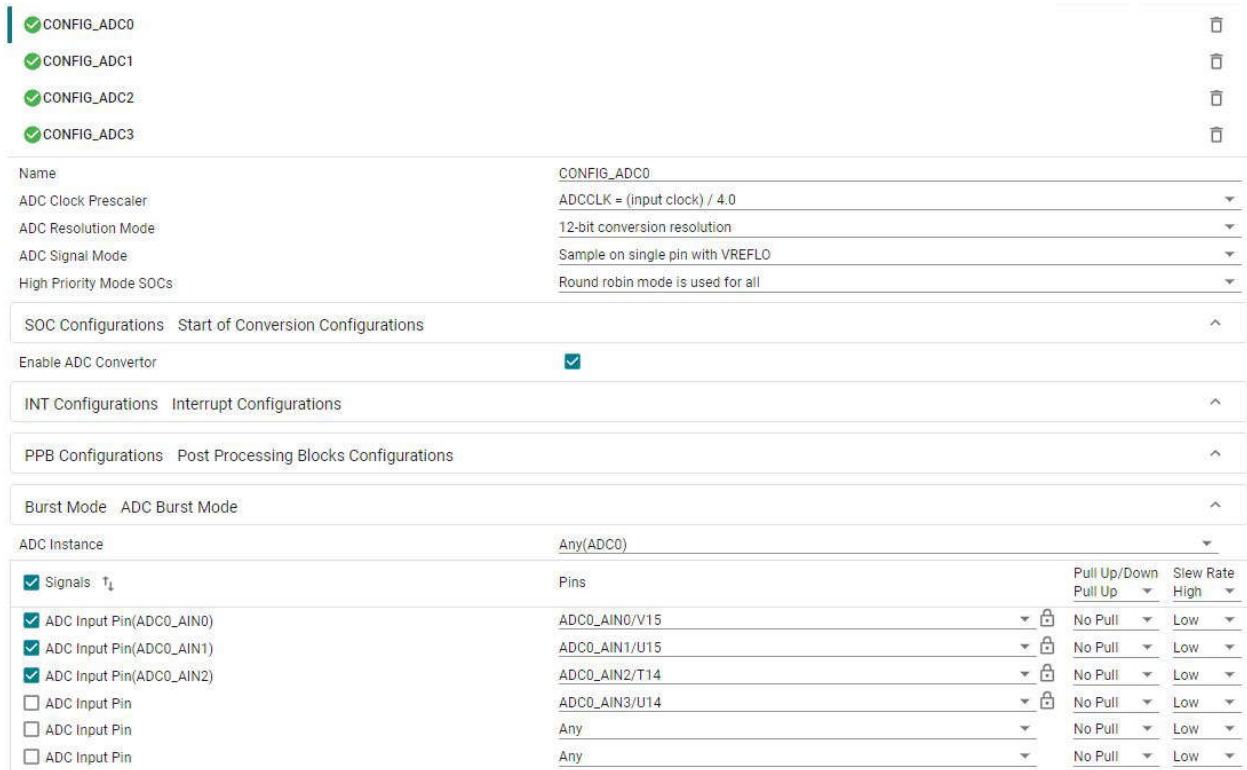 CONFIG_ADC0
CONFIG_ADC1
CONFIG_ADC2
CONFIG_ADC3
Name CONFIG_ADC0
ADC Clock Prescaler ADCCLK = (input clock) / 4.0
ADC Resolution Mode 12-bit conversion resolution
ADC Signal Mode Sample on single pin with VREFLO
High Priority Mode SOCs Round robin mode is used for all
SOC Configurations Start of Conversion Configurations
Enable ADC Convertor
INT Configurations Interrupt Configurations
PPB Configurations Post Processing Blocks Configurations
Burst Mode ADC Burst Mode
ADC Instance Any(ADC0)
Signals Pins Pull Up/Down Slew Rate
Pull Up High
ADC Input Pin(ADC0_AIN0) ADC0_AIN0/V15 No Pull Low
ADC Input Pin(ADC0_AIN1) ADC0_AIN1/U15 No Pull Low
ADC Input Pin(ADC0_AIN2) ADC0_AIN2/T14 No Pull Low
ADC Input Pin ADC0_AIN3/U14 No Pull Low
ADC Input Pin Any No Pull Low
ADC Input Pin Any No Pull Low